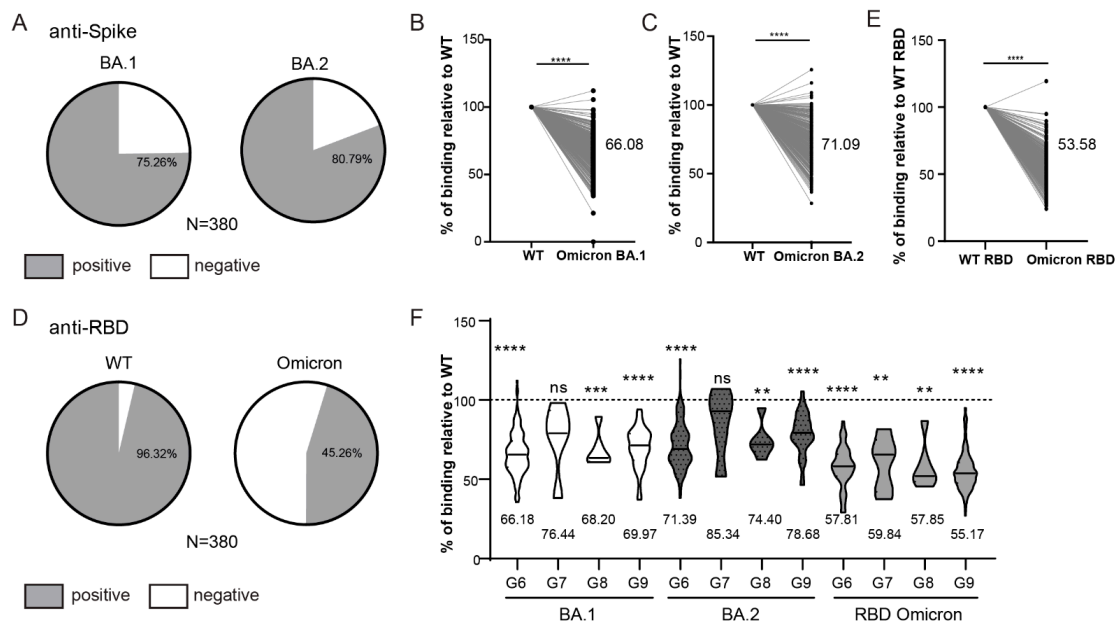 A
anti-Spike
BA.1
BA.2
75.26%
80.79%
N=380
positive
negative
B
% of binding relative to WT
150
100
50
0
****
66.08
WT
Omicron BA.1
C
% of binding relative to WT
150
100
50
0
****
71.09
WT
Omicron BA.2
E
% of binding relative to WT RBD
150
100
50
0
****
53.58
WT RBD
Omicron RBD
D
anti-RBD
WT
Omicron
96.32%
45.26%
N=380
positive
negative
F
% of binding relative to WT
150
100
50
0
**** ns *** **** **** ns ** **** **** ** ** ****
66.18 76.44 68.20 69.97 71.39 85.34 74.40 78.68 57.81 59.84 57.85 55.17
G6 G7 G8 G9 G6 G7 G8 G9 G6 G7 G8 G9
BA.1 BA.2 RBD Omicron